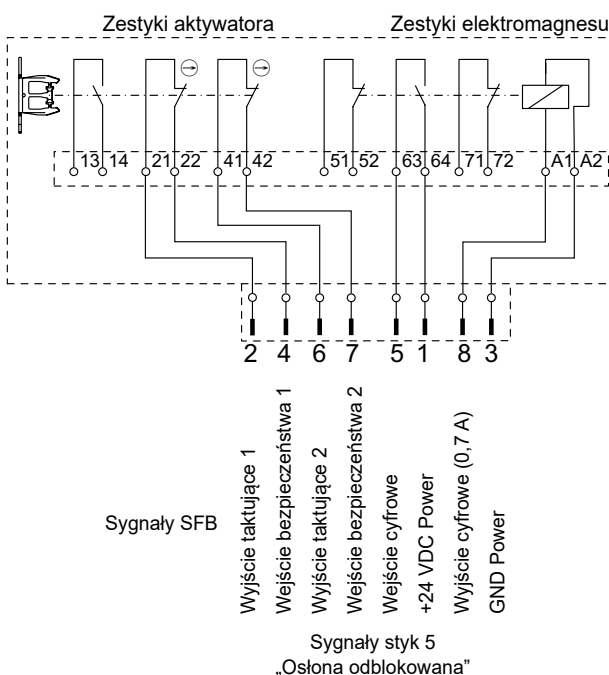 Zestyki aktywatora Zestyki elektromagnesu
13 14 21 22 41 42 51 52 63 64 71 72 A1 A2
2 4 6 7 5 1 8 3
Sygnały SFB
Wyjście taktujące 1
Wejście bezpieczeństwa 1
Wyjście taktujące 2
Wejście bezpieczeństwa 2
Wejście cyfrowe
+24 VDC Power
Wyjście cyfrowe (0,7 A)
GND Power
Sygnały styk 5
„Osłona odblokowana”